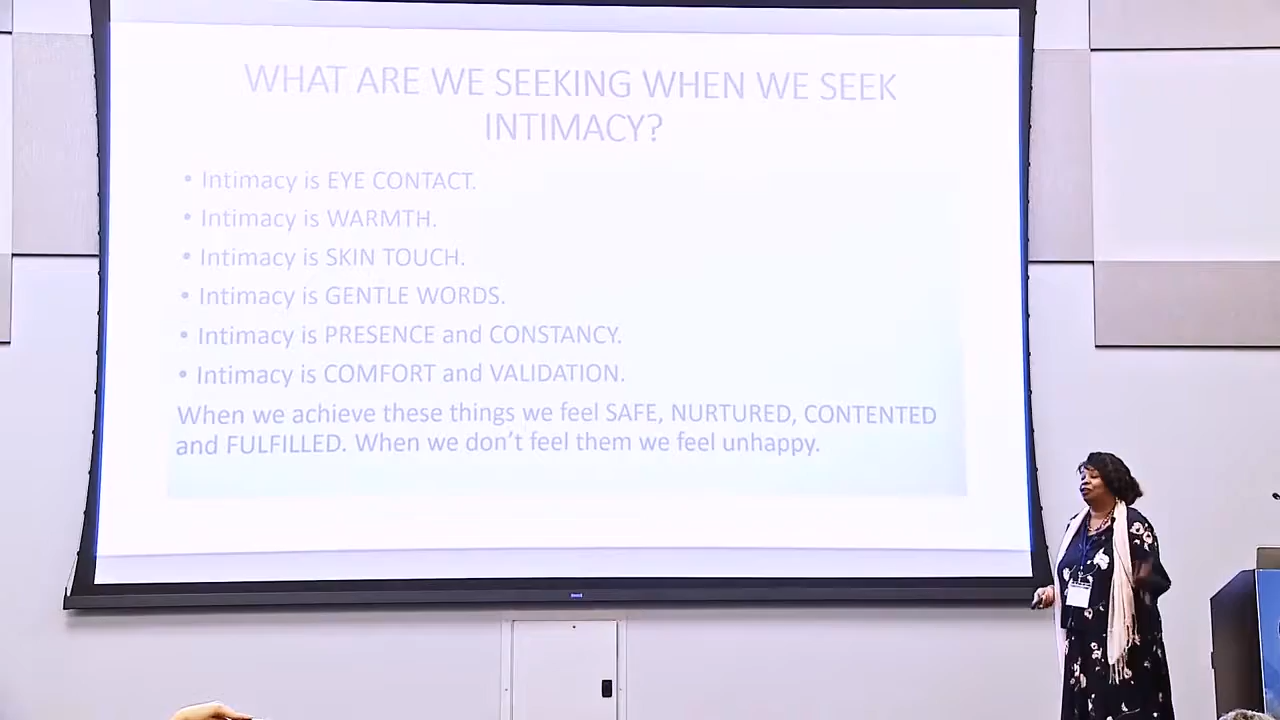 WHAT ARE WE SEEKING WHEN WE SEEK
INTIMACY?
• Intimacy is EYE CONTACT.
• Intimacy is WARMTH.
• Intimacy is SKIN TOUCH.
• Intimacy is GENTLE WORDS.
• Intimacy is PRESENCE and CONSTANCY.
• Intimacy is COMFORT and VALIDATION.
When we achieve these things we feel SAFE, NURTURED, CONTENTED
and FULFILLED. When we don’t feel them we feel unhappy.